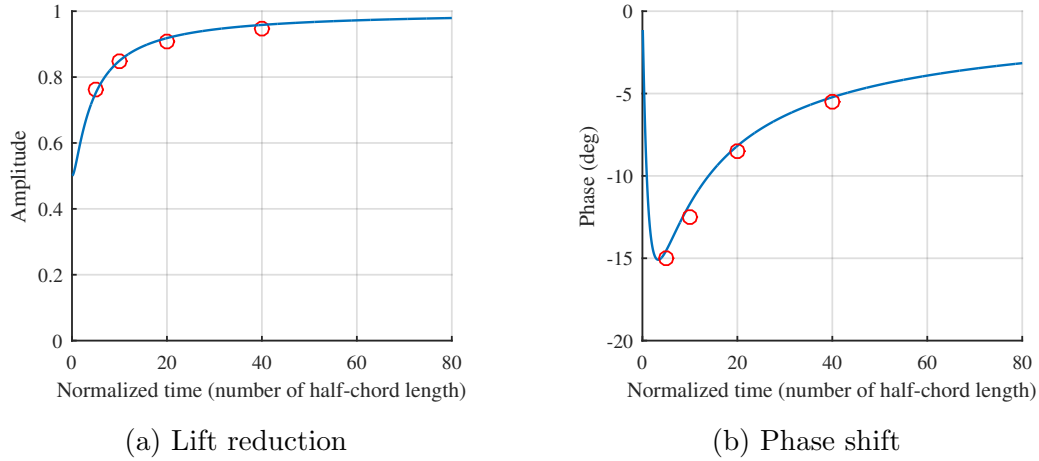 1
0.8
0.6
0.4
0.2
0
Amplitude
0 20 40 60 80
Normalized time (number of half-chord length)
(a) Lift reduction
0
-5
-10
-15
-20
Phase (deg)
0 20 40 60 80
Normalized time (number of half-chord length)
(b) Phase shift